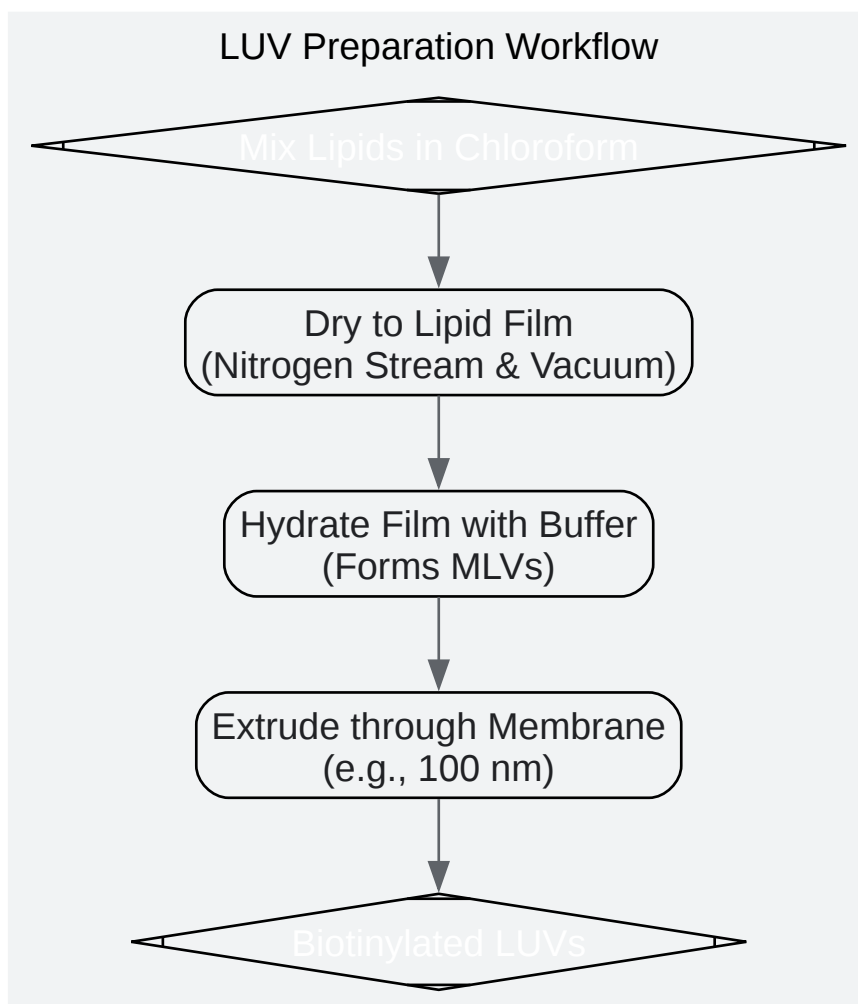 LUV Preparation Workflow
Mix Lipids in Chloroform
Dry to Lipid Film
(Nitrogen Stream & Vacuum)
Hydrate Film with Buffer
(Forms MLVs)
Extrude through Membrane
(e.g., 100 nm)
Biotinylated LUVs